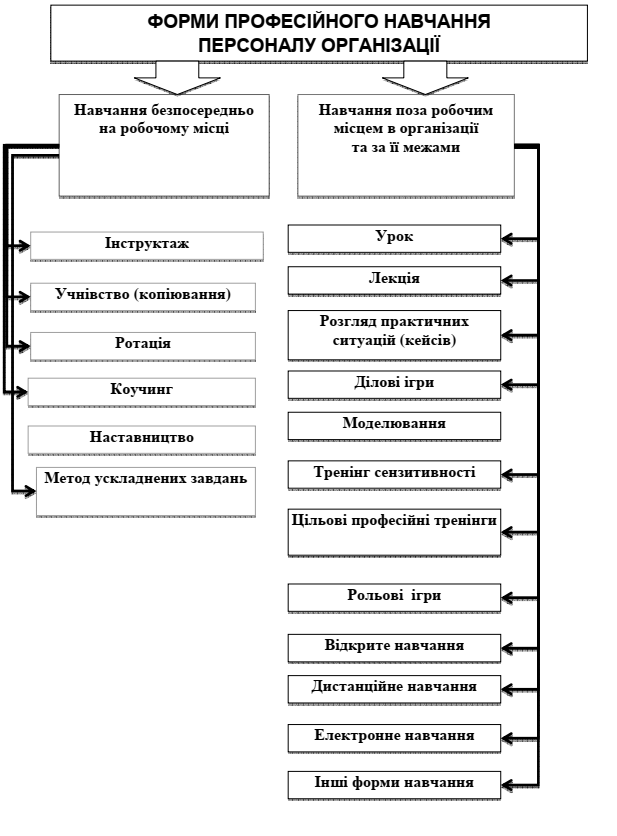 ФОРМИ ПРОФЕСІЙНОГО НАВЧАННЯ
ПЕРСОНАЛУ ОРГАНІЗАЦІЇ
Навчання безпосередньо
на робочому місці
Інструктаж
Учнівство (копіювання)
Ротація
Коучинг
Наставництво
Метод ускладнених завдань
Навчання поза робочим
місцем в організації
та за її межами
Урок
Лекція
Розгляд практичних
ситуацій (кейсів)
Ділові ігри
Моделювання
Тренінг сензитивності
Цільові професійні тренінги
Рольові ігри
Відкрите навчання
Дистанційне навчання
Електронне навчання
Інші форми навчання